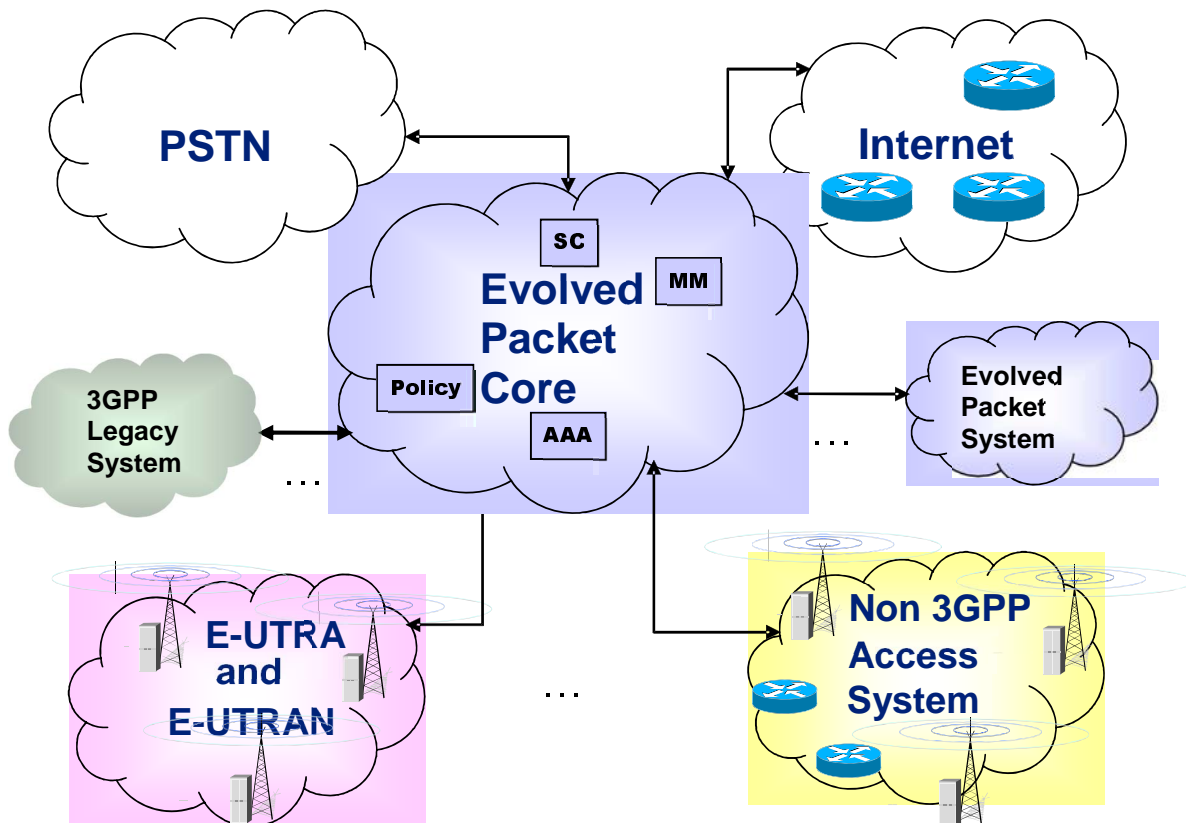 PSTN
Internet
SC
MM
Evolved
Packet
Core
Policy
AAA
3GPP
Legacy
System
...
...
Evolved
Packet
System
E-UTRA
and
E-UTRAN
...
Non 3GPP
Access
System